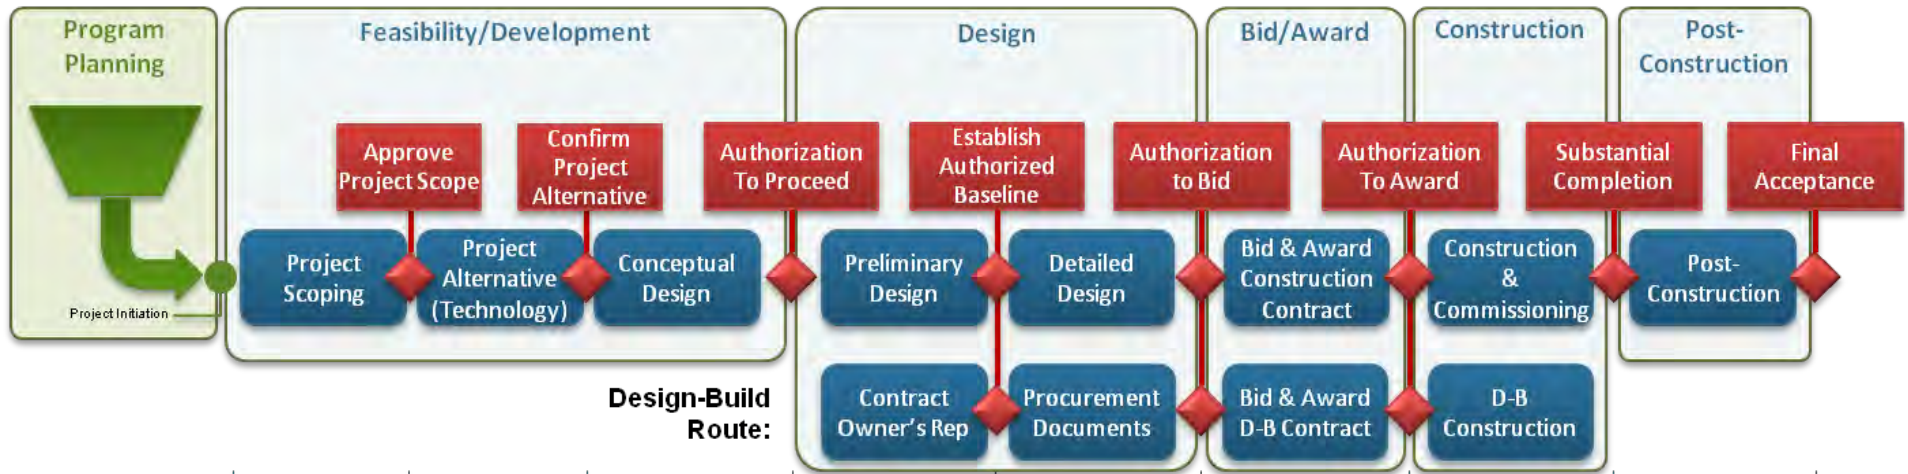 Program
Planning
Feasibility/Development
Design
Bid/Award
Construction
Post-
Construction
Approve
Project Scope
Confirm
Project
Alternative
Authorization
To Proceed
Establish
Authorized
Baseline
Authorization
to Bid
Authorization
To Award
Substantial
Completion
Final
Acceptance
Project
Scoping
Project
Alternative
(Technology)
Conceptual
Design
Preliminary
Design
Detailed
Design
Bid & Award
Construction
Contract
Construction
&
Commissioning
Post-
Construction
Project Initiation
Design-Build
Route:
Contract
Owner's Rep
Procurement
Documents
Bid & Award
D-B Contract
D-B
Construction